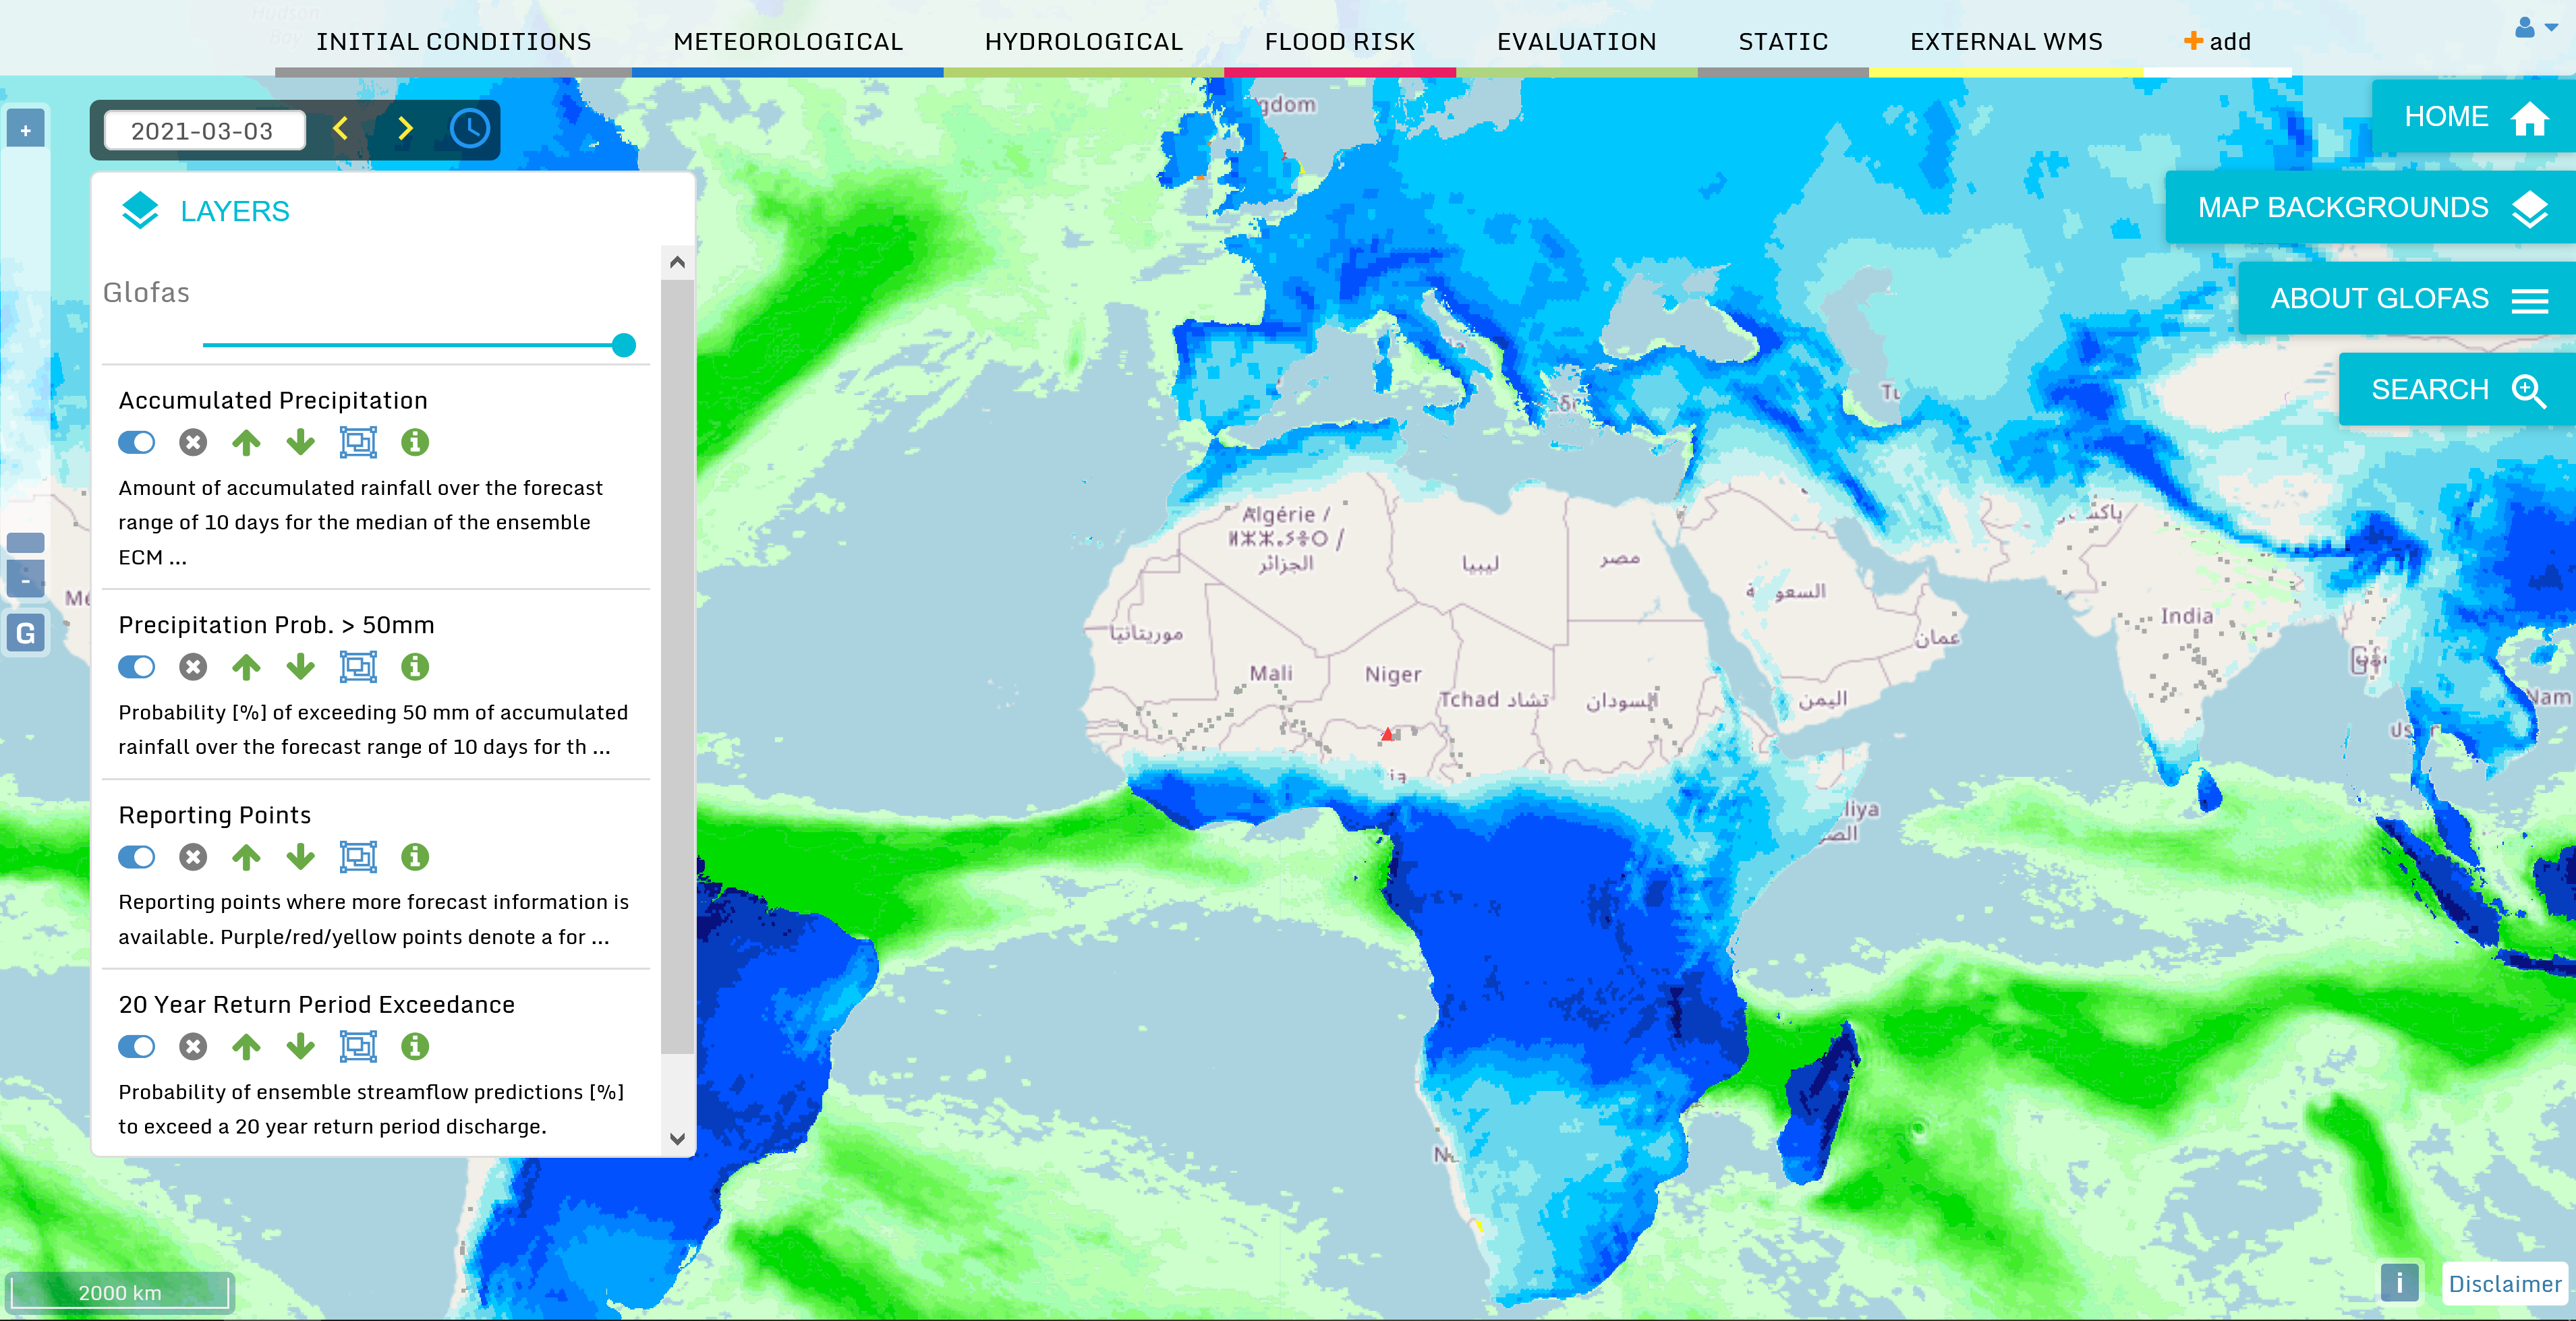 INITIAL CONDITIONS
METEOROLOGICAL
HYDROLOGICAL
FLOOD RISK
EVALUATION
STATIC
EXTERNAL WMS
add
2021-03-03
LAYERS
Glofas
Accumulated Precipitation
Amount of accumulated rainfall over the forecast
range of 10 days for the median of the ensemble
ECM ...
Precipitation Prob. > 50mm
Probability [%] of exceeding 50 mm of accumulated
rainfall over the forecast range of 10 days for th ...
Reporting Points
Reporting points where more forecast information is
available. Purple/red/yellow points denote a for ...
20 Year Return Period Exceedance
Probability of ensemble streamflow predictions [%]
to exceed a 20 year return period discharge.
+
-
G
2000 km
HOME
MAP BACKGROUNDS
ABOUT GLOFAS
SEARCH
gdom
Algérie /
ⵍⵣⵣⴰⵢⴻⵔ /
الجزائر
ليبيا
مصر
موريتانيا
Mali
Niger
Tchad تشاد
السودان
السعودية
عمان
اليمن
India
Nam
liya
i
Disclaimer